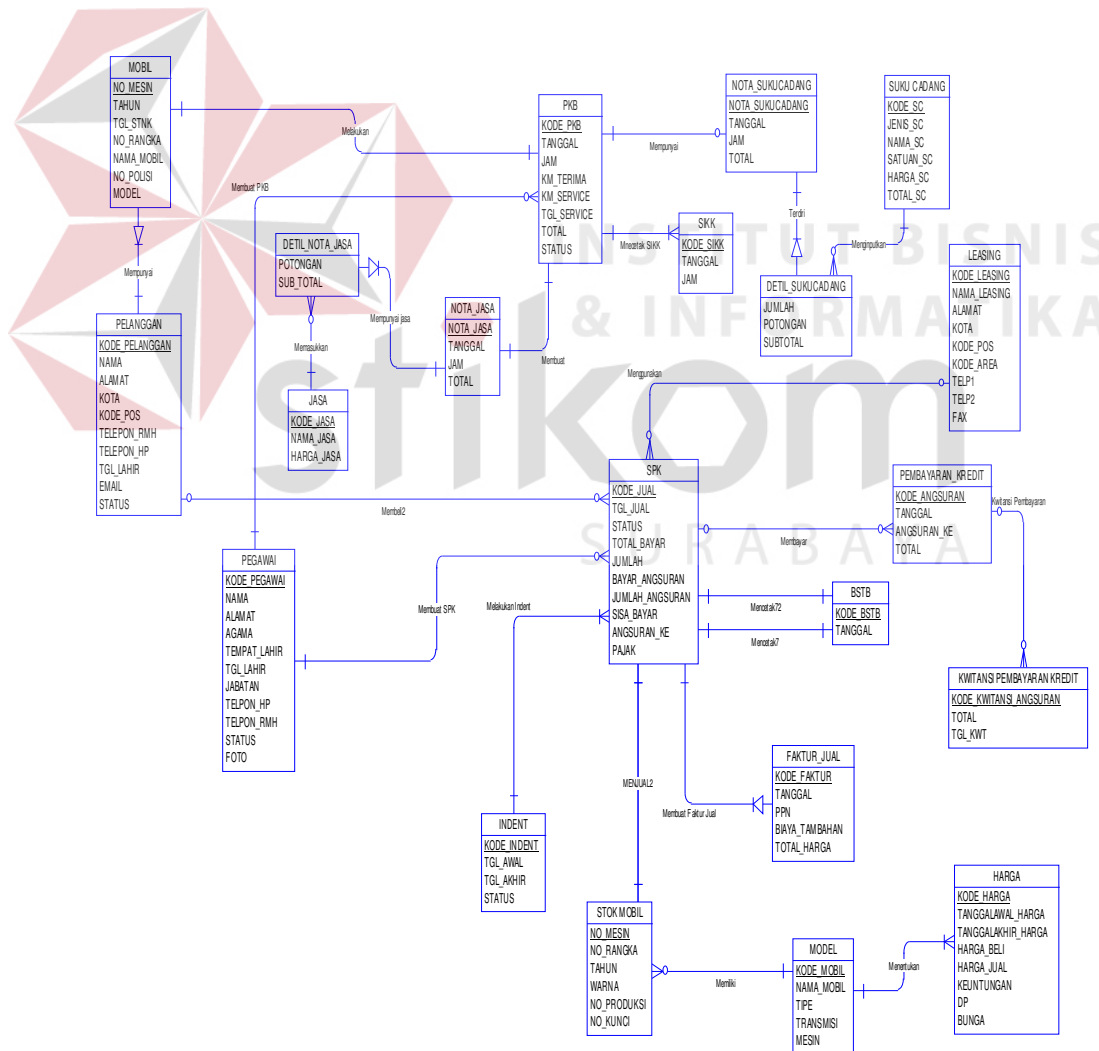 MOBIL
NO_MESIN
TAHUN
TGL_STNK
NO_RANGKA
NAMA_MOBIL
NO_POLISI
MODEL
Melakukan
Membuat PKB
Mempunyai
PKB
KODE_PKB
TANGGAL
JAM
KM_TERIMA
KM_SERVICE
TGL_SERVICE
TOTAL
STATUS
Mempunyai
NOTA_SUKUCADANG
NOTA_SUKUCADANG
TANGGAL
JAM
TOTAL
SUKU CADANG
KODE_SC
JENIS_SC
NAMA_SC
SATUAN_SC
HARGA_SC
TOTAL_SC
Terdiri
Menginputkan
SIKK
KODE_SIKK
TANGGAL
JAM
Mnecetak SIKK
INSTITUT BISNIS
& INFORMATIKA
stikom
SURABAYA
DETIL_SUKUCADANG
JUMLAH
POTONGAN
SUBTOTAL
LEASING
KODE_LEASING
NAMA_LEASING
ALAMAT
KOTA
KODE_POS
KODE_AREA
TELP1
TELP2
FAX
DETIL_NOTA_JASA
POTONGAN
SUB_TOTAL
Mempunyai jasa
Memasukkan
NOTA_JASA
NOTA_JASA
TANGGAL
JAM
TOTAL
Membuat
Menggunakan
JASA
KODE_JASA
NAMA_JASA
HARGA_JASA
PELANGGAN
KODE_PELANGGAN
NAMA
ALAMAT
KOTA
KODE_POS
TELEPON_RMH
TELEPON_HP
TGL_LAHIR
EMAIL
STATUS
Membeli2
SPK
KODE_JUAL
TGL_JUAL
STATUS
TOTAL_BAYAR
JUMLAH
BAYAR_ANGSURAN
JUMLAH_ANGSURAN
SISA_BAYAR
ANGSURAN_KE
PAJAK
PEMBAYARAN_KREDIT
KODE_ANGSURAN
TANGGAL
ANGSURAN_KE
TOTAL
Kwitansi Pembayaran
Membayar
PEGAWAI
KODE_PEGAWAI
NAMA
ALAMAT
AGAMA
TEMPAT_LAHIR
TGL_LAHIR
JABATAN
TELPON_HP
TELPON_RMH
STATUS
FOTO
Membuat SPK
Melakukan Indent
Mencetak72
Mencetak7
BSTB
KODE_BSTB
TANGGAL
KWITANSI PEMBAYARAN KREDIT
KODE_KWITANSI_ANGSURAN
TOTAL
TGL_KWT
MENJUAL2
Membuat Faktur Jual
FAKTUR_JUAL
KODE_FAKTUR
TANGGAL
PPN
BIAYA_TAMBAHAN
TOTAL_HARGA
INDENT
KODE_INDENT
TGL_AWAL
TGL_AKHIR
STATUS
STOK MOBIL
NO_MESIN
NO_RANGKA
TAHUN
WARNA
NO_PRODUKSI
NO_KUNCI
Memiliki
MODEL
KODE_MOBIL
NAMA_MOBIL
TIPE
TRANSMISI
MESIN
Menentukan
HARGA
KODE_HARGA
TANGGALAWAL_HARGA
TANGGALAKHIR_HARGA
HARGA_BELI
HARGA_JUAL
KEUNTUNGAN
DP
BUNGA